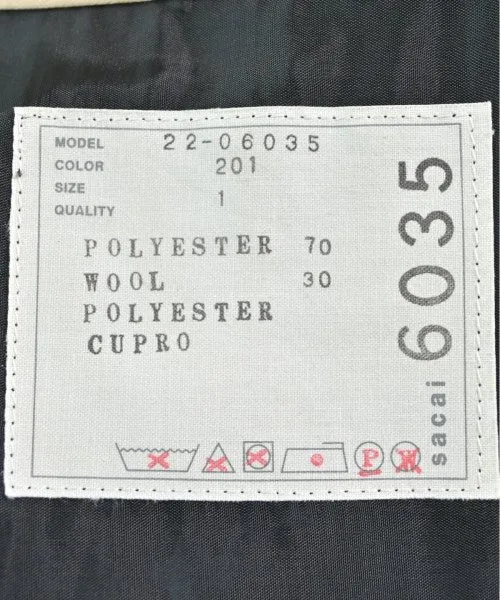 MODEL 22-06035
COLOR 201
SIZE 1
QUALITY
POLYESTER 70
WOOL 30
POLYESTER
CUPRO
P W
sacai 6035